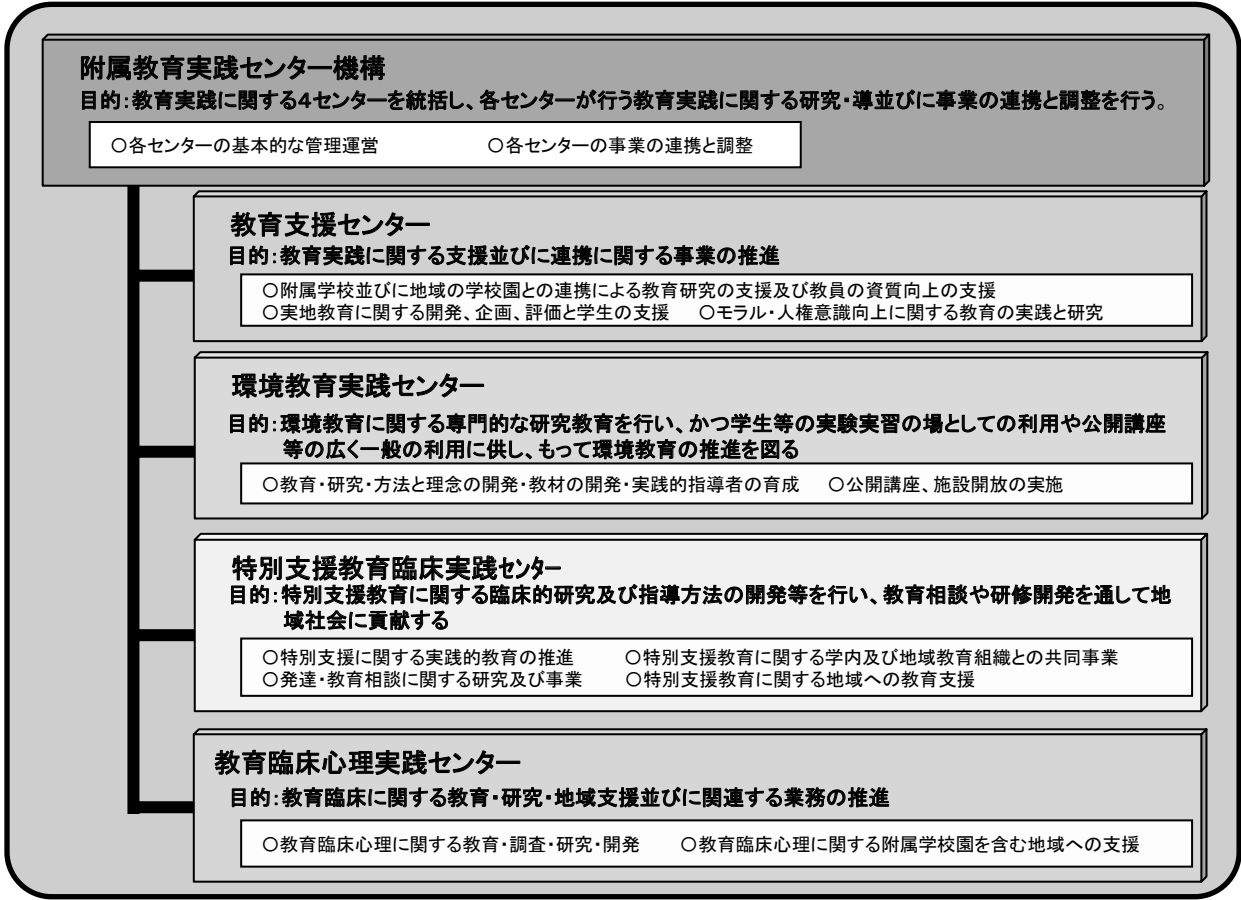 附属教育実践センター機構
目的:教育実践に関する4センターを統括し、各センターが行う教育実践に関する研究・導並びに事業の連携と調整を行う。
○各センターの基本的な管理運営　　○各センターの事業の連携と調整
教育支援センター
目的:教育実践に関する支援並びに連携に関する事業の推進
○附属学校並びに地域の学校園との連携による教育研究の支援及び教員の資質向上の支援
○実地教育に関する開発、企画、評価と学生の支援　○モラル・人権意識向上に関する教育の実践と研究
環境教育実践センター
目的:環境教育に関する専門的な研究教育を行い、かつ学生等の実験実習の場としての利用や公開講座
等の広く一般の利用に供し、もって環境教育の推進を図る
○教育・研究・方法と理念の開発・教材の開発・実践的指導者の育成　○公開講座、施設開放の実施
特別支援教育臨床実践センター
目的:特別支援教育に関する臨床的研究及び指導方法の開発等を行い、教育相談や研修開発を通して地
域社会に貢献する
○特別支援に関する実践的教育の推進　○特別支援教育に関する学内及び地域教育組織との共同事業
○発達・教育相談に関する研究及び事業　○特別支援教育に関する地域への教育支援
教育臨床心理実践センター
目的:教育臨床に関する教育・研究・地域支援並びに関連する業務の推進
○教育臨床心理に関する教育・調査・研究・開発　○教育臨床心理に関する附属学校園を含む地域への支援